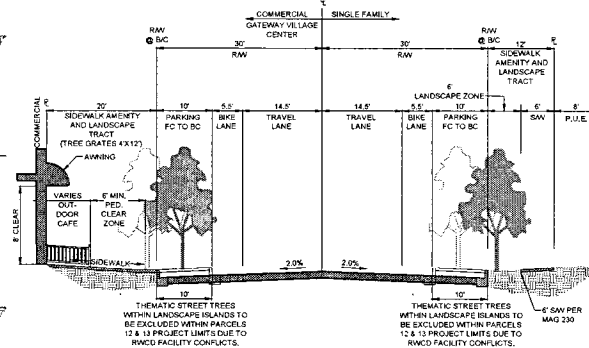 ℄
COMMERCIAL SINGLE FAMILY
GATEWAY VILLAGE
CENTER
R/W
@ B/C
R/W
@ B/C
℄
30'
R/W
30'
R/W
12'
SIDEWALK
AMENITY AND
LANDSCAPE
TRACT
6'
LANDSCAPE ZONE
COMMERCIAL
℄
20'
SIDEWALK AMENITY
AND LANDSCAPE
TRACT
(TREE GRATES 4'X12')
10'
PARKING
FC TO BC
5.5'
BIKE
LANE
14.5'
TRAVEL
LANE
14.5'
TRAVEL
LANE
5.5'
BIKE
LANE
10'
PARKING
FC TO BC
6'
S/W
8'
P.U.E.
AWNING
VARIES
OUT-
DOOR
CAFE
6' MIN.
PED.
CLEAR
ZONE
8' CLEAR
SIDEWALK
2.0% 2.0%
10'
10'
THEMATIC STREET TREES
WITHIN LANDSCAPE ISLANDS TO
BE EXCLUDED WITHIN PARCELS
12 & 13 PROJECT LIMITS DUE TO
RWCD FACILITY CONFLICTS.
THEMATIC STREET TREES
WITHIN LANDSCAPE ISLANDS TO
BE EXCLUDED WITHIN PARCELS
12 & 13 PROJECT LIMITS DUE TO
RWCD FACILITY CONFLICTS.
6' S/W PER
MAG 230